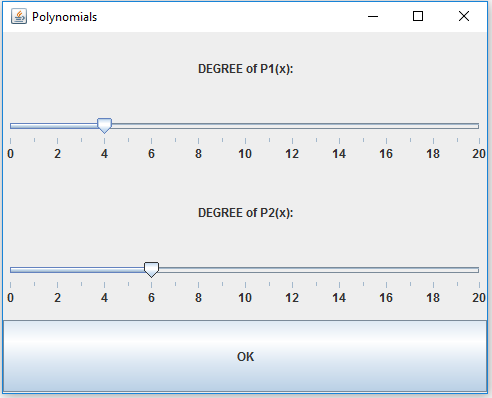 Polynomials
DEGREE of P1(x):
0 2 4 6 8 10 12 14 16 18 20
DEGREE of P2(x):
0 2 4 6 8 10 12 14 16 18 20
OK